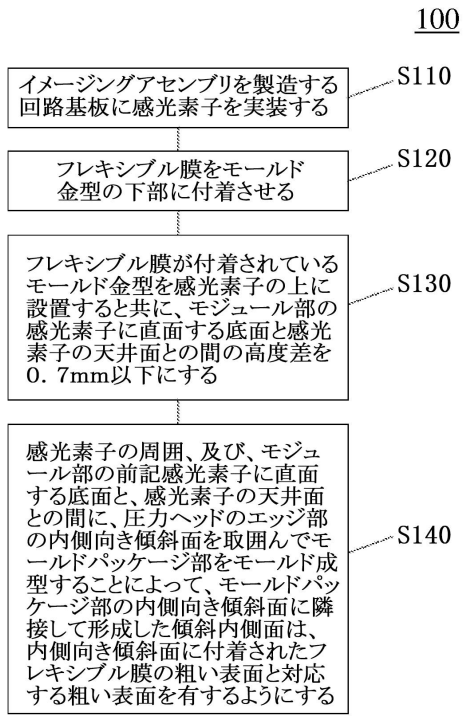 100
イメージングアセンブリを製造する
回路基板に感光素子を実装する
S110
フレキシブル膜をモールド
金型の下部に付着させる
S120
フレキシブル膜が付着されている
モールド金型を感光素子の上に
設置すると共に、モジュール部の
感光素子に直面する底面と感光
素子の天井面との間の高度差を
0.7mm以下にする
S130
感光素子の周囲、及び、モジュ
ール部の前記感光素子に直面
する底面と、感光素子の天井面
との間に、圧力ヘッドのエッジ部
の内側向き傾斜面を取囲んでモ
ールドパッケージ部をモールド成
型することによって、モールドパッ
ケージ部の内側向き傾斜面に隣
接して形成した傾斜内側面は、
内側向き傾斜面に付着されたフ
レキシブル膜の粗い表面と対応
する粗い表面を有するようにする
S140